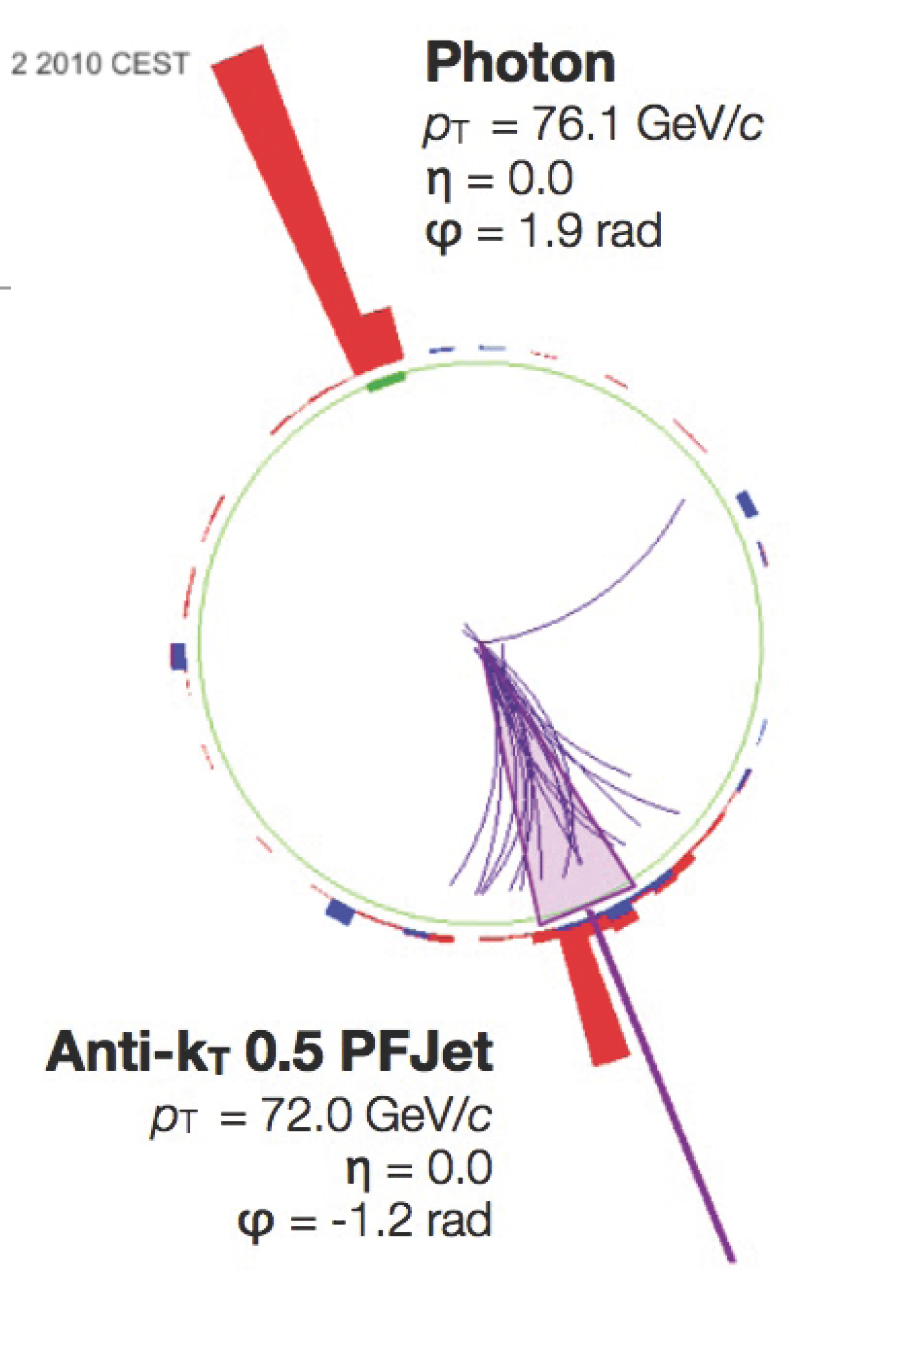 2 2010 CEST
Photon
pT = 76.1 GeV/c
η = 0.0
φ = 1.9 rad
Anti-kT 0.5 PFJet
pT = 72.0 GeV/c
η = 0.0
φ = -1.2 rad